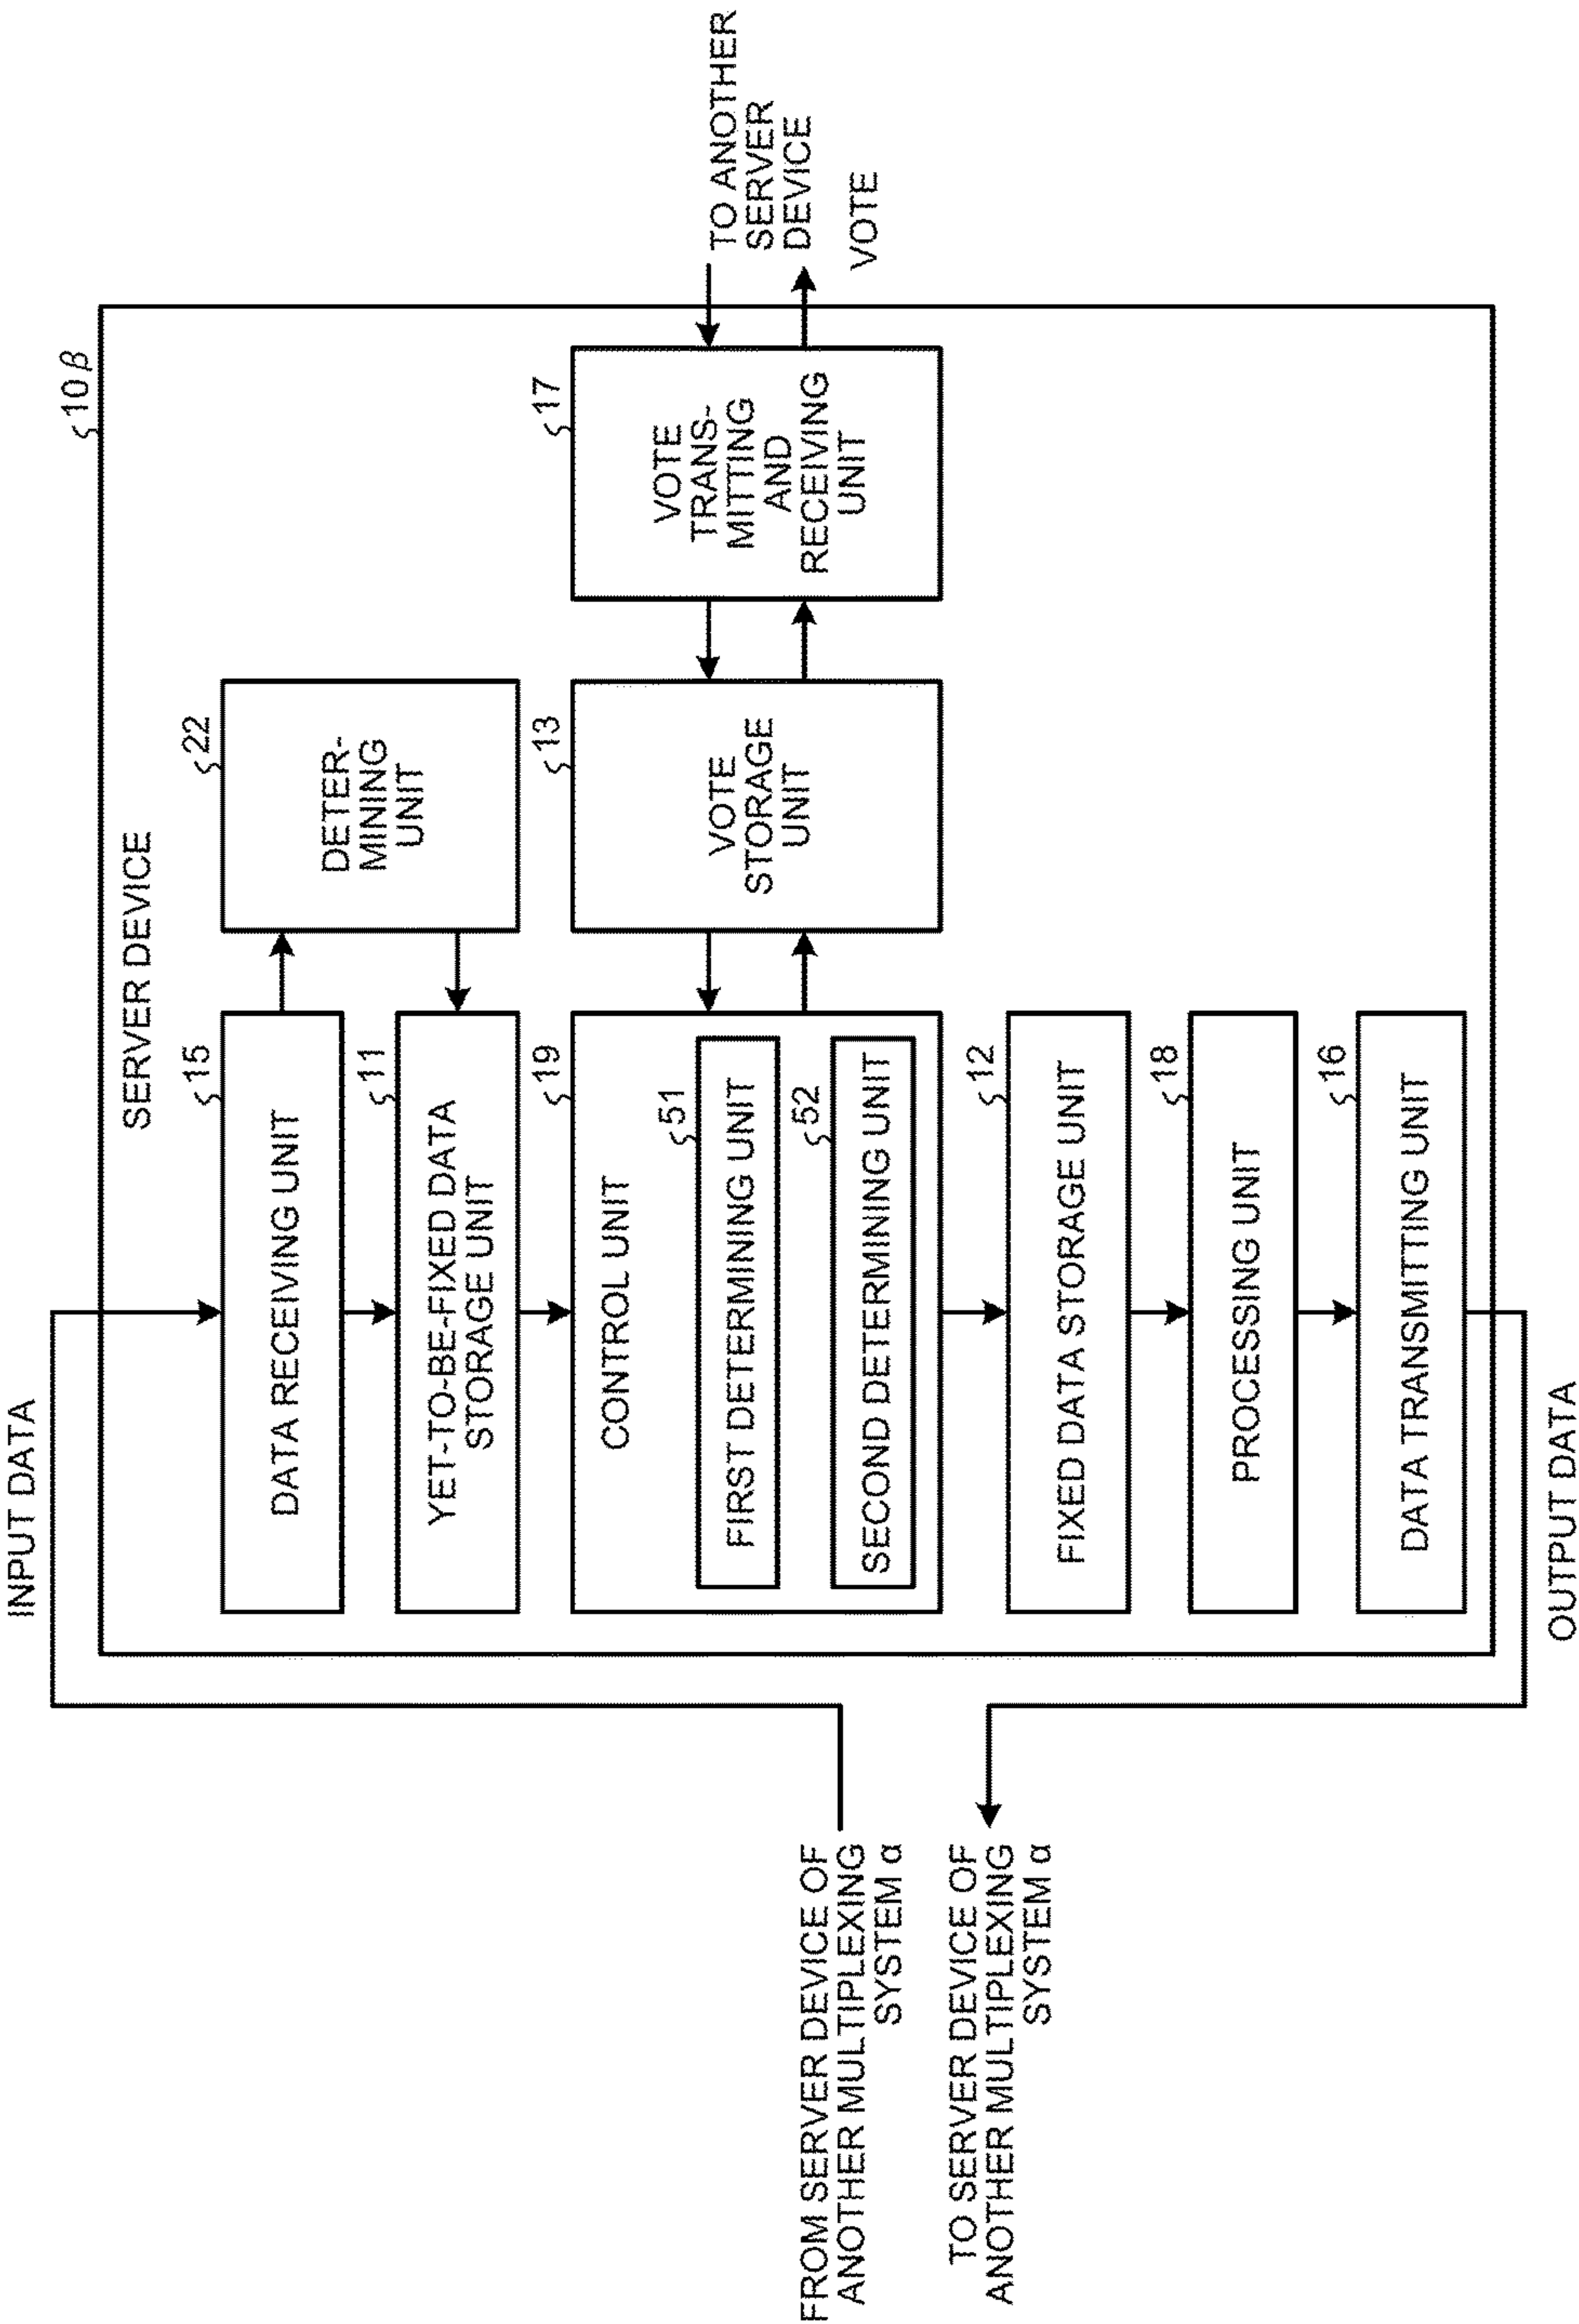 INPUT DATA
10β
SERVER DEVICE
15
DATA RECEIVING UNIT
22
DETER-
MINING
UNIT
11
YET-TO-BE-FIXED DATA
STORAGE UNIT
19
CONTROL UNIT
51
FIRST DETERMINING UNIT
52
SECOND DETERMINING UNIT
13
VOTE
STORAGE
UNIT
17
VOTE
TRANS-
MITTING
AND
RECEIVING
UNIT
TO ANOTHER
SERVER
DEVICE
VOTE
12
FIXED DATA STORAGE UNIT
18
PROCESSING UNIT
16
DATA TRANSMITTING UNIT
OUTPUT DATA
FROM SERVER DEVICE OF
ANOTHER MULTIPLEXING
SYSTEM α
TO SERVER DEVICE OF
ANOTHER MULTIPLEXING
SYSTEM α